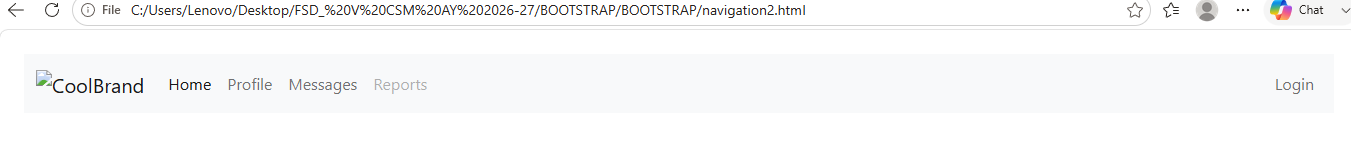 File C:/Users/Lenovo/Desktop/FSD_%20V%20CSM%20AY%202026-27/BOOTSTRAP/BOOTSTRAP/navigation2.html Chat
CoolBrand Home Profile Messages Reports Login